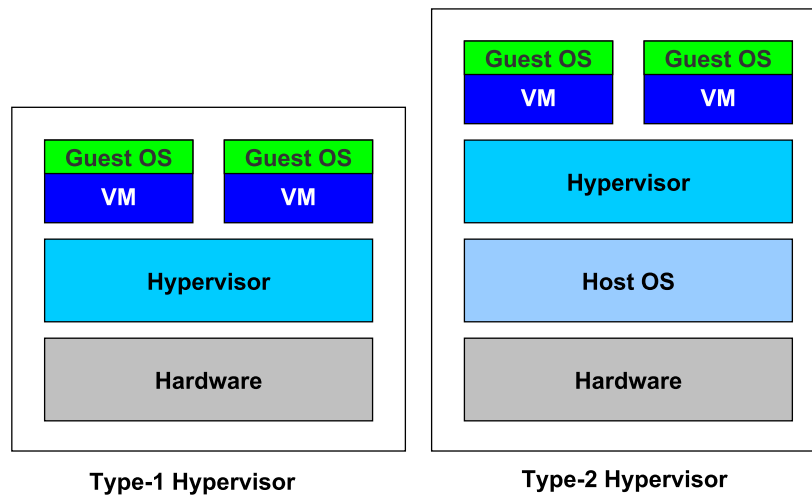 Guest OS
VM
Guest OS
VM
Hypervisor
Hardware
Type-1 Hypervisor
Guest OS
VM
Guest OS
VM
Hypervisor
Host OS
Hardware
Type-2 Hypervisor